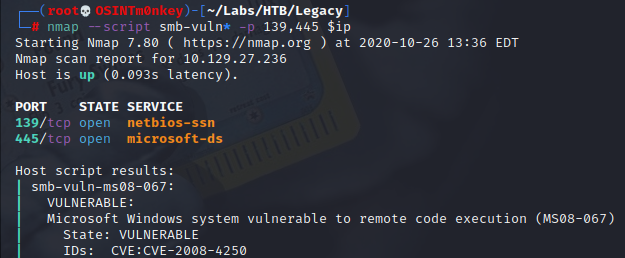 ┌──(root💀OSINTm0nkey)-[~/Labs/HTB/Legacy]
└─# nmap --script smb-vuln* -p 139,445 $ip
Starting Nmap 7.80 ( https://nmap.org ) at 2020-10-26 13:36 EDT
Nmap scan report for 10.129.27.236
Host is up (0.093s latency).
PORT    STATE SERVICE
139/tcp open  netbios-ssn
445/tcp open  microsoft-ds
Host script results:
| smb-vuln-ms08-067:
|   VULNERABLE:
|   Microsoft Windows system vulnerable to remote code execution (MS08-067)
|     State: VULNERABLE
|     IDs:  CVE:CVE-2008-4250